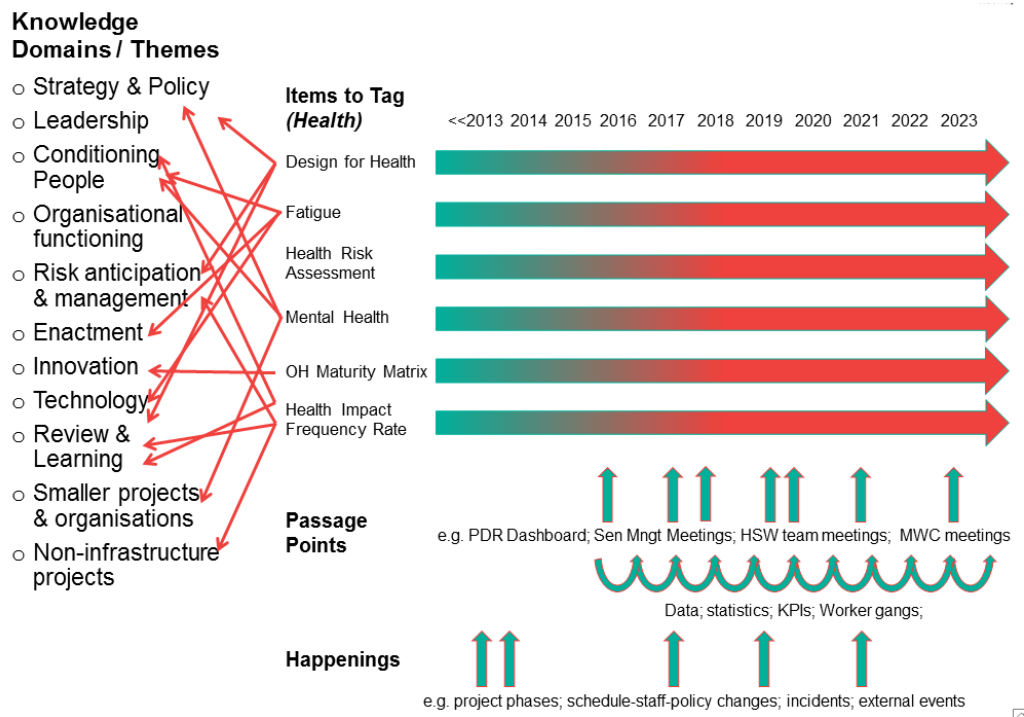 Knowledge
Domains / Themes
o Strategy & Policy
o Leadership
o Conditioning
People
o Organisational
functioning
o Risk anticipation
& management
o Enactment
o Innovation
o Technology
o Review &
Learning
o Smaller projects
& organisations
o Non-infrastructure
projects
Items to Tag
(Health)
<<2013 2014 2015 2016 2017 2018 2019 2020 2021 2022 2023
Design for Health
Fatigue
Health Risk
Assessment
Mental Health
OH Maturity Matrix
Health Impact
Frequency Rate
Passage
Points
e.g. PDR Dashboard; Sen Mngt Meetings; HSW team meetings; MWC meetings
Data; statistics; KPIs; Worker gangs;
Happenings
e.g. project phases; schedule-staff-policy changes; incidents; external events